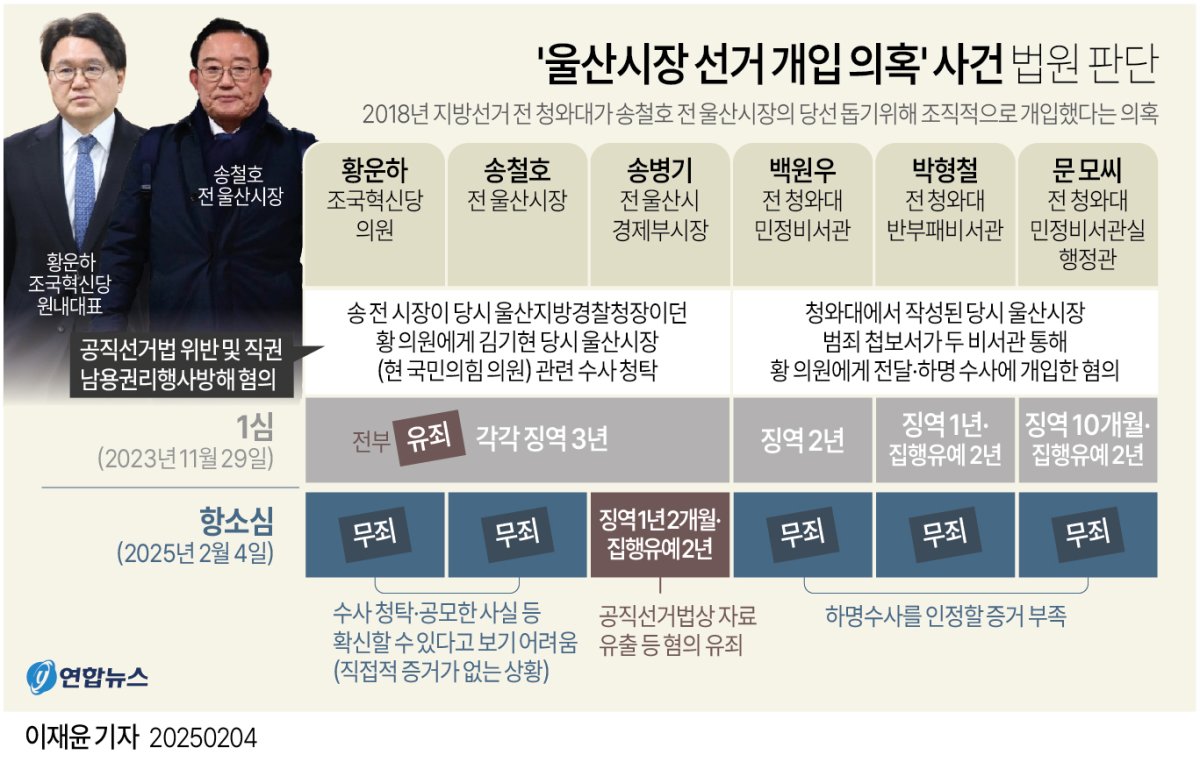 '울산시장 선거 개입 의혹' 사건 법원 판단
2018년 지방선거 전 청와대가 송철호 전 울산시장의 당선 돕기위해 조직적으로 개입했다는 의혹
송철호
전 울산시장
황운하
조국혁신당
원내대표
황운하
조국혁신당
의원
송철호
전 울산시장
송병기
전 울산시
경제부시장
백원우
전 청와대
민정비서관
박형철
전 청와대
반부패비서관
문 모씨
전 청와대
민정비서관실
행정관
공직선거법 위반 및 직권
남용권리행사방해 혐의
송 전 시장이 당시 울산지방경찰청장이던
황 의원에게 김기현 당시 울산시장
(현 국민의힘 의원) 관련 수사 청탁
청와대에서 작성된 당시 울산시장
범죄 첩보서가 두 비서관 통해
황 의원에게 전달·하명 수사에 개입한 혐의
1심
(2023년 11월 29일)
전부 유죄 각각 징역 3년
징역 2년
징역 1년·
집행유예 2년
징역 10개월·
집행유예 2년
항소심
(2025년 2월 4일)
무죄
무죄
징역 1년 2개월·
집행유예 2년
무죄
무죄
무죄
수사 청탁·공모한 사실 등
확신할 수 있다고 보기 어려움
(직접적 증거가 없는 상황)
공직선거법상 자료
유출 등 혐의 유죄
하명수사를 인정할 증거 부족
연합뉴스
이재윤 기자 20250204